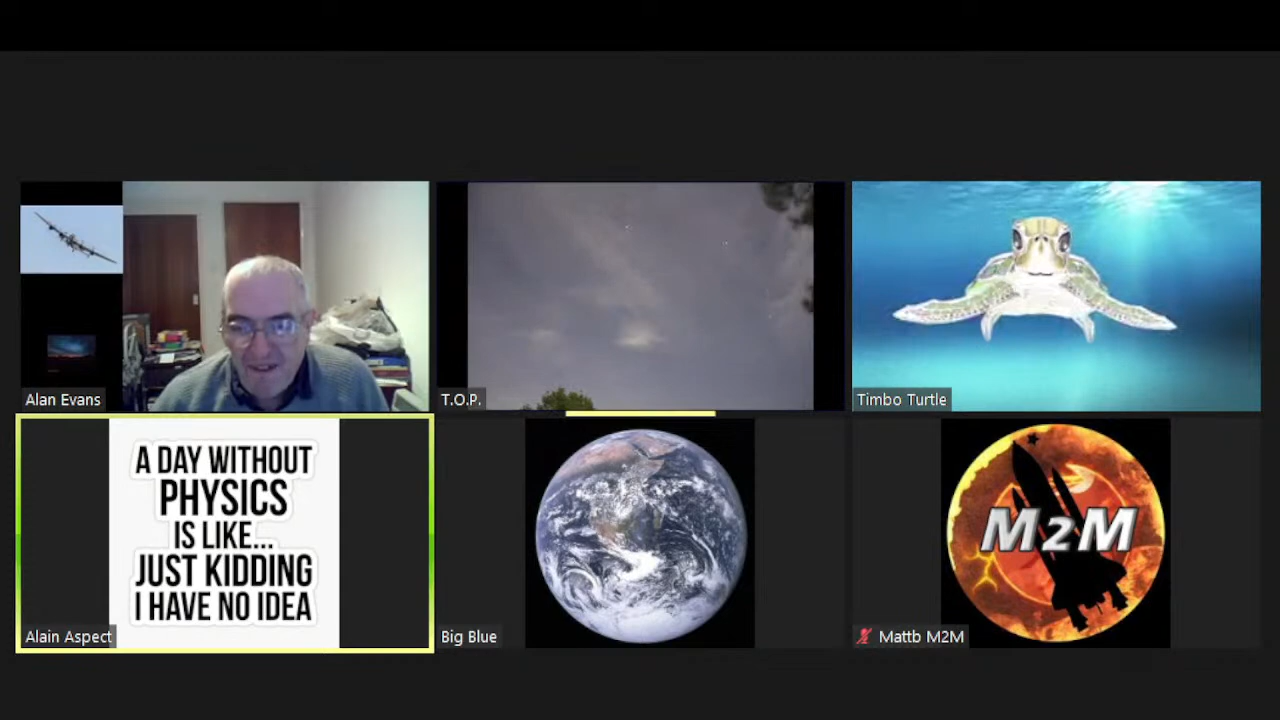 Alan Evans
T.O.P.
Timbo Turtle
A DAY WITHOUT
PHYSICS
IS LIKE...
JUST KIDDING
I HAVE NO IDEA
Alain Aspect
Big Blue
M2M
Mattb M2M